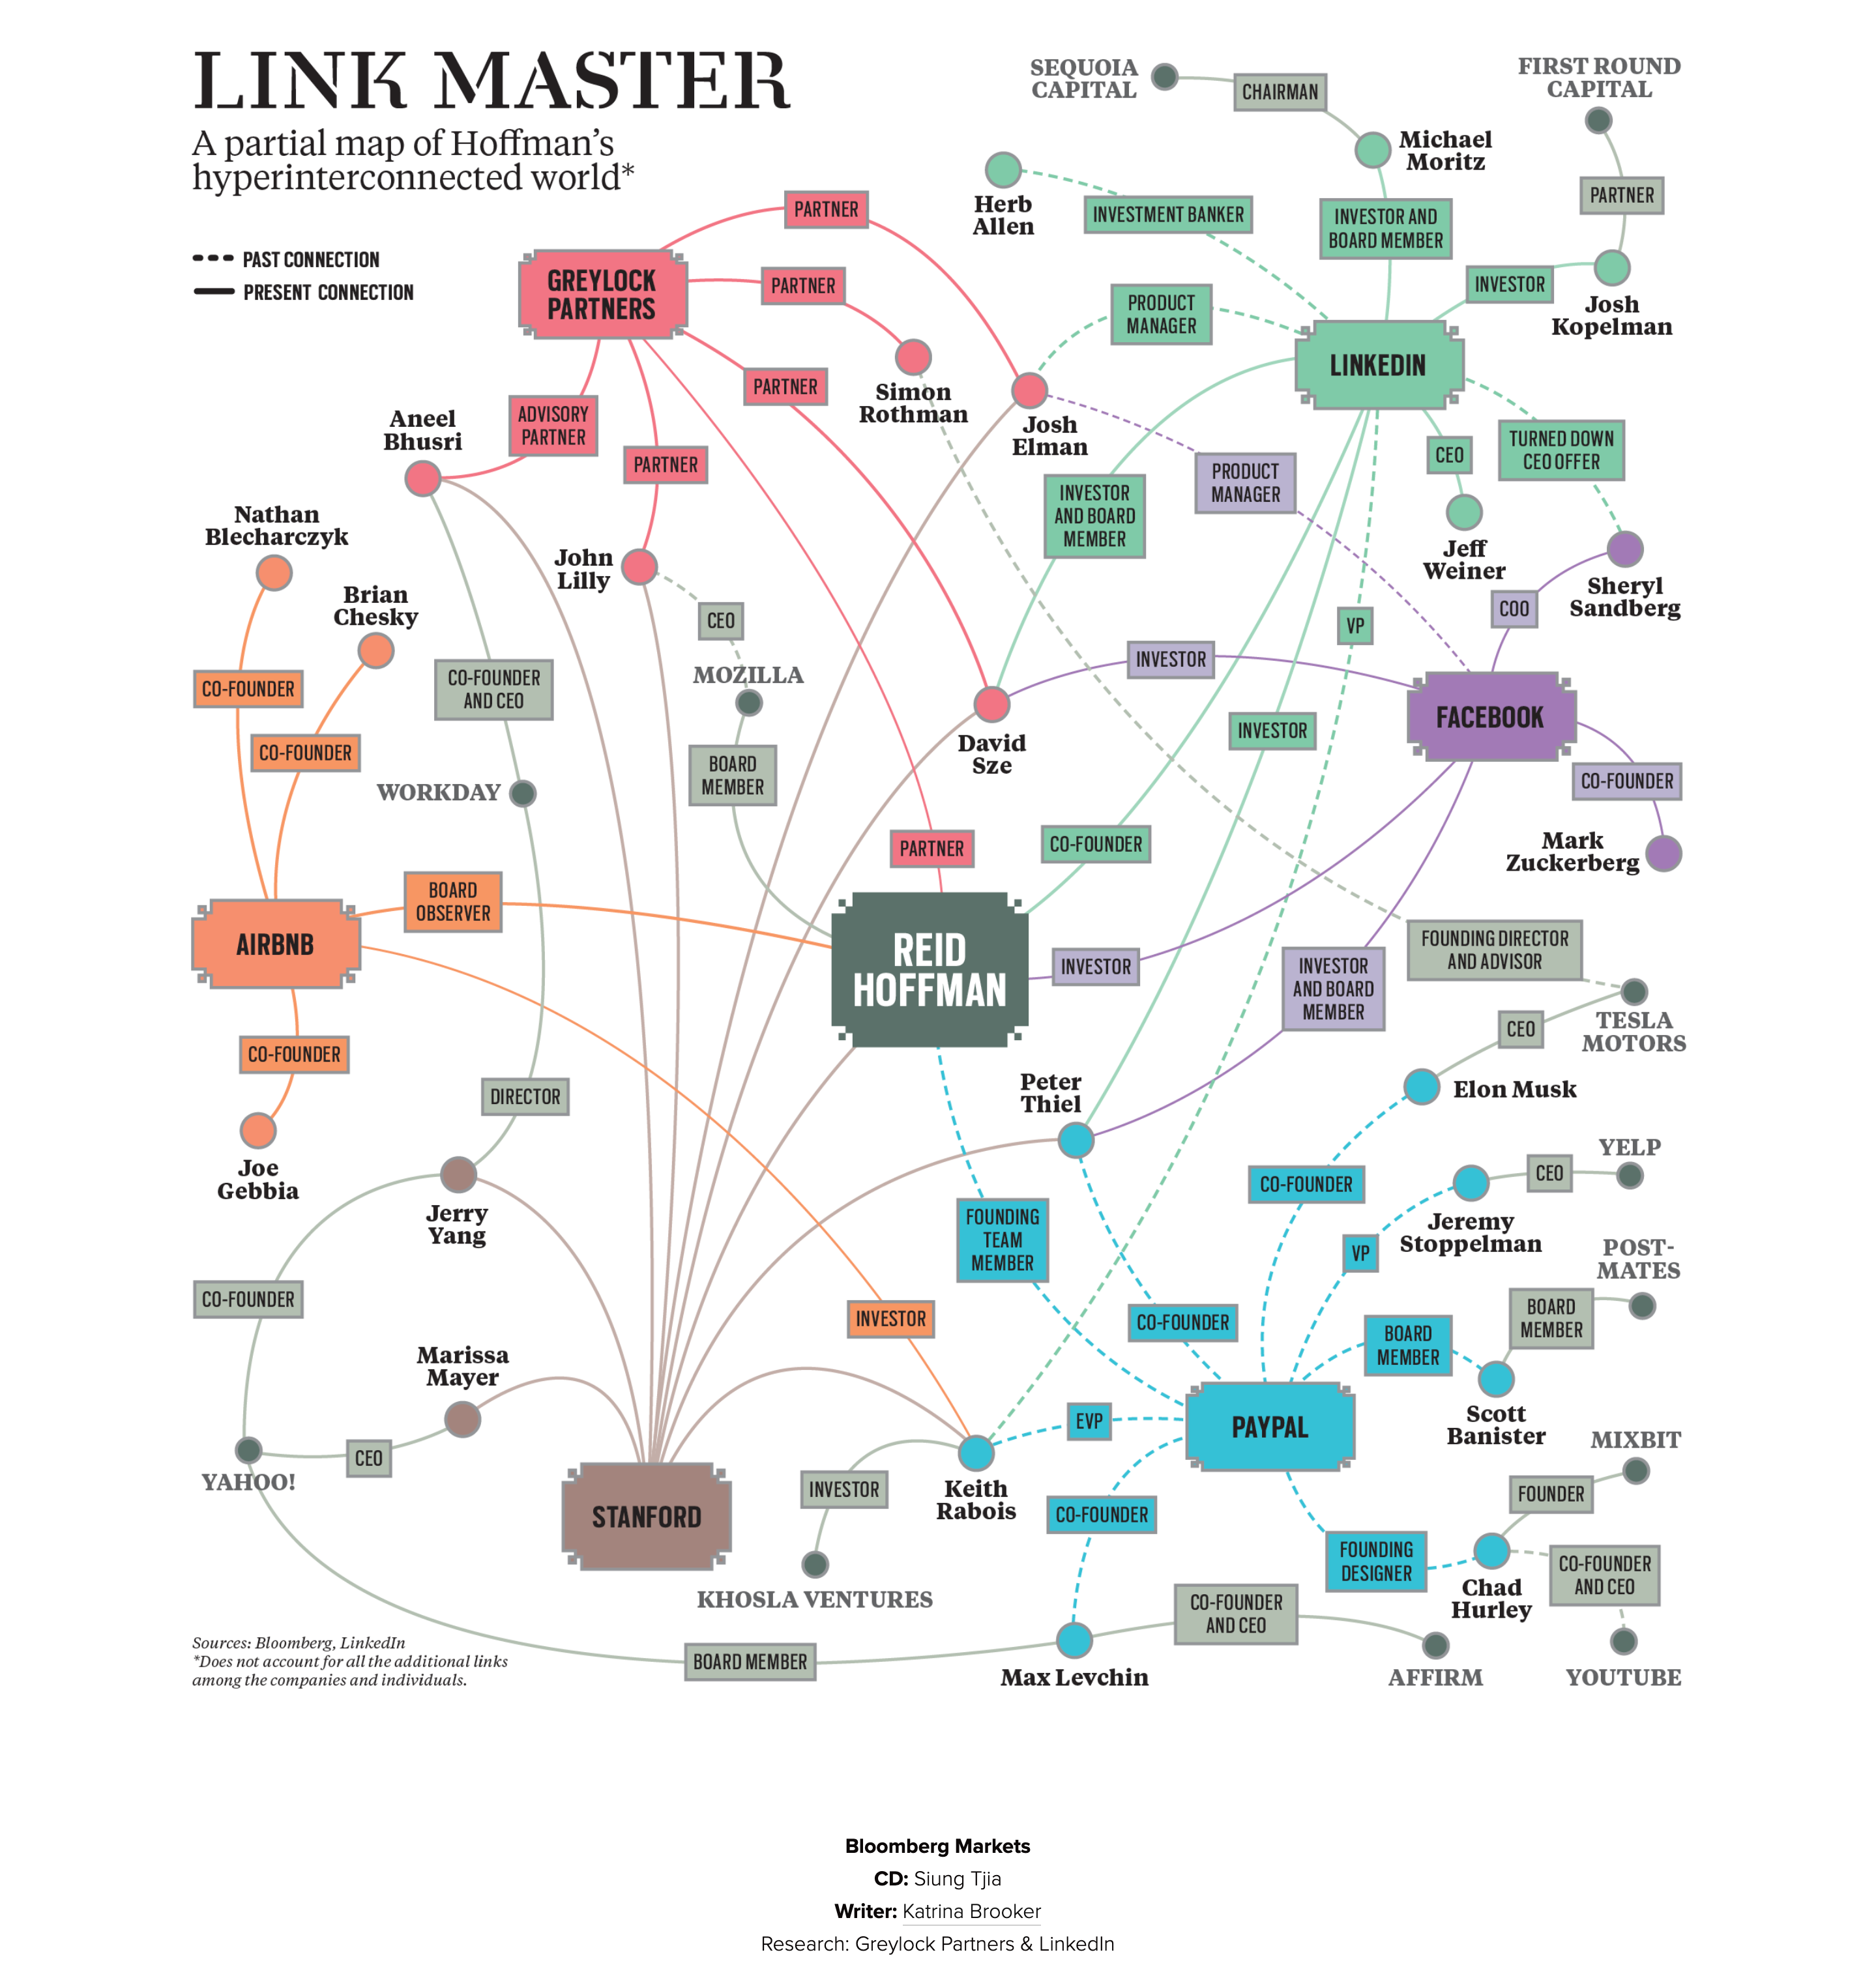 LINK MASTER
A partial map of Hoffman's
hyperinterconnected world*
PAST CONNECTION
PRESENT CONNECTION
SEQUOIA
CAPITAL
CHAIRMAN
Michael
Moritz
FIRST ROUND
CAPITAL
PARTNER
Herb
Allen
INVESTMENT BANKER
INVESTOR AND
BOARD MEMBER
INVESTOR
Josh
Kopelman
PARTNER
GREYLOCK
PARTNERS
PARTNER
PARTNER
Simon
Rothman
PRODUCT
MANAGER
Josh
Elman
LINKEDIN
ADVISORY
PARTNER
Aneel
Bhusri
PARTNER
John
Lilly
CEO
MOZILLA
BOARD
MEMBER
INVESTOR
AND BOARD
MEMBER
PRODUCT
MANAGER
CEO
Jeff
Weiner
TURNED DOWN
CEO OFFER
Sheryl
Sandberg
COO
VP
INVESTOR
FACEBOOK
INVESTOR
CO-FOUNDER
Mark
Zuckerberg
David
Sze
Nathan
Blecharczyk
Brian
Chesky
CO-FOUNDER
CO-FOUNDER
CO-FOUNDER
AND CEO
WORKDAY
PARTNER
CO-FOUNDER
AIRBNB
BOARD
OBSERVER
REID
HOFFMAN
INVESTOR
INVESTOR
AND BOARD
MEMBER
FOUNDING DIRECTOR
AND ADVISOR
TESLA
MOTORS
CEO
Elon Musk
CO-FOUNDER
Joe
Gebbia
DIRECTOR
Jerry
Yang
Peter
Thiel
CO-FOUNDER
YELP
CEO
Jeremy
Stoppelman
VP
FOUNDING
TEAM
MEMBER
CO-FOUNDER
POST-
MATES
BOARD
MEMBER
BOARD
MEMBER
Scott
Banister
CO-FOUNDER
INVESTOR
Marissa
Mayer
CEO
YAHOO!
STANFORD
EVP
PAYPAL
Keith
Rabois
INVESTOR
KHOSLA VENTURES
CO-FOUNDER
MIXBIT
FOUNDER
FOUNDING
DESIGNER
Chad
Hurley
CO-FOUNDER
AND CEO
YOUTUBE
CO-FOUNDER
AND CEO
AFFIRM
Max Levchin
BOARD MEMBER
Sources: Bloomberg, LinkedIn
*Does not account for all the additional links
among the companies and individuals.
Bloomberg Markets
CD: Siung Tjia
Writer: Katrina Brooker
Research: Greylock Partners & LinkedIn